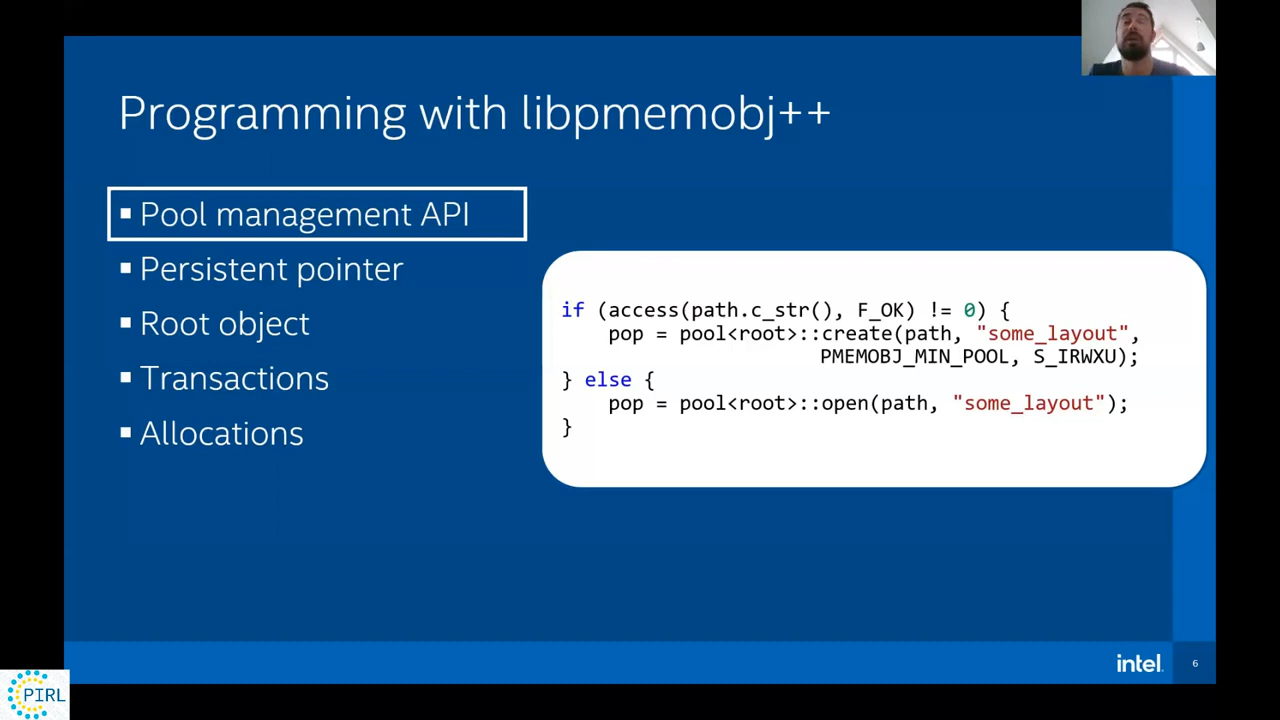 Programming with libpmemobj++
▪ Pool management API
▪ Persistent pointer
▪ Root object
▪ Transactions
▪ Allocations
if (access(path.c_str(), F_OK) != 0) {
    pop = pool<root>::create(path, "some_layout",
                      PMEMOBJ_MIN_POOL, S_IRWXU);
} else {
    pop = pool<root>::open(path, "some_layout");
}
intel.
6
PIRL